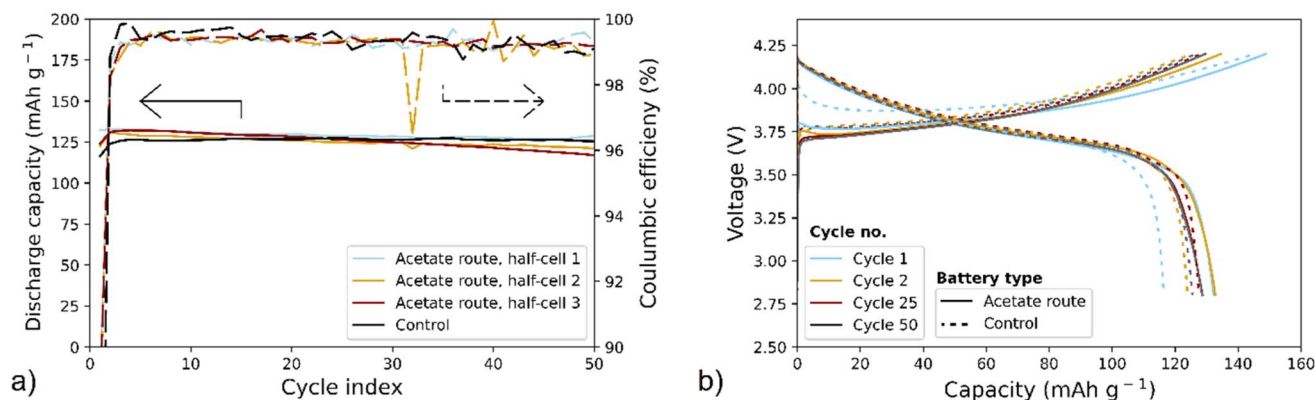 200
175
150
125
100
75
50
25
0
Discharge capacity (mAh g⁻¹)
0
10
20
30
40
50
Cycle index
100
98
96
94
92
90
Coulumbic efficieny (%)
Acetate route, half-cell 1
Acetate route, half-cell 2
Acetate route, half-cell 3
Control
a)
4.25
4.00
3.75
3.50
3.25
3.00
2.75
2.50
Voltage (V)
Cycle no.
Cycle 1
Cycle 2
Cycle 25
Cycle 50
Battery type
Acetate route
Control
0
20
40
60
80
100
120
140
160
Capacity (mAh g⁻¹)
b)